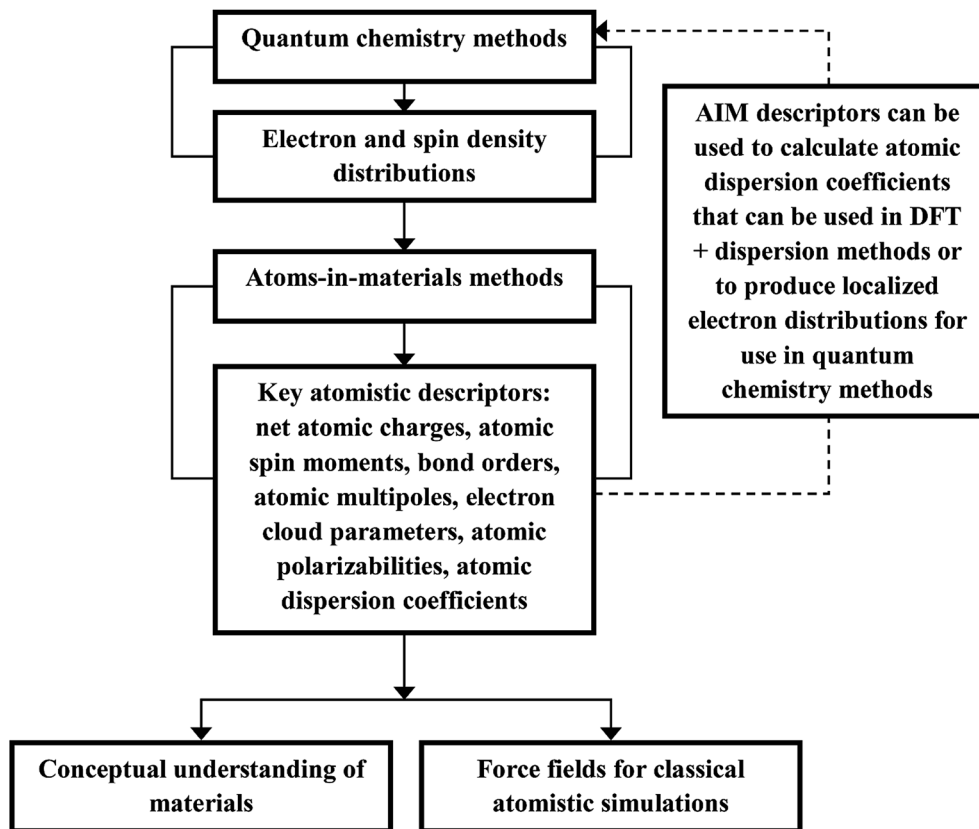 Quantum chemistry methods
Electron and spin density
distributions
Atoms-in-materials methods
Key atomistic descriptors:
net atomic charges, atomic
spin moments, bond orders,
atomic multipoles, electron
cloud parameters, atomic
polarizabilities, atomic
dispersion coefficients
AIM descriptors can be
used to calculate atomic
dispersion coefficients
that can be used in DFT
+ dispersion methods or
to produce localized
electron distributions for
use in quantum
chemistry methods
Conceptual understanding of
materials
Force fields for classical
atomistic simulations